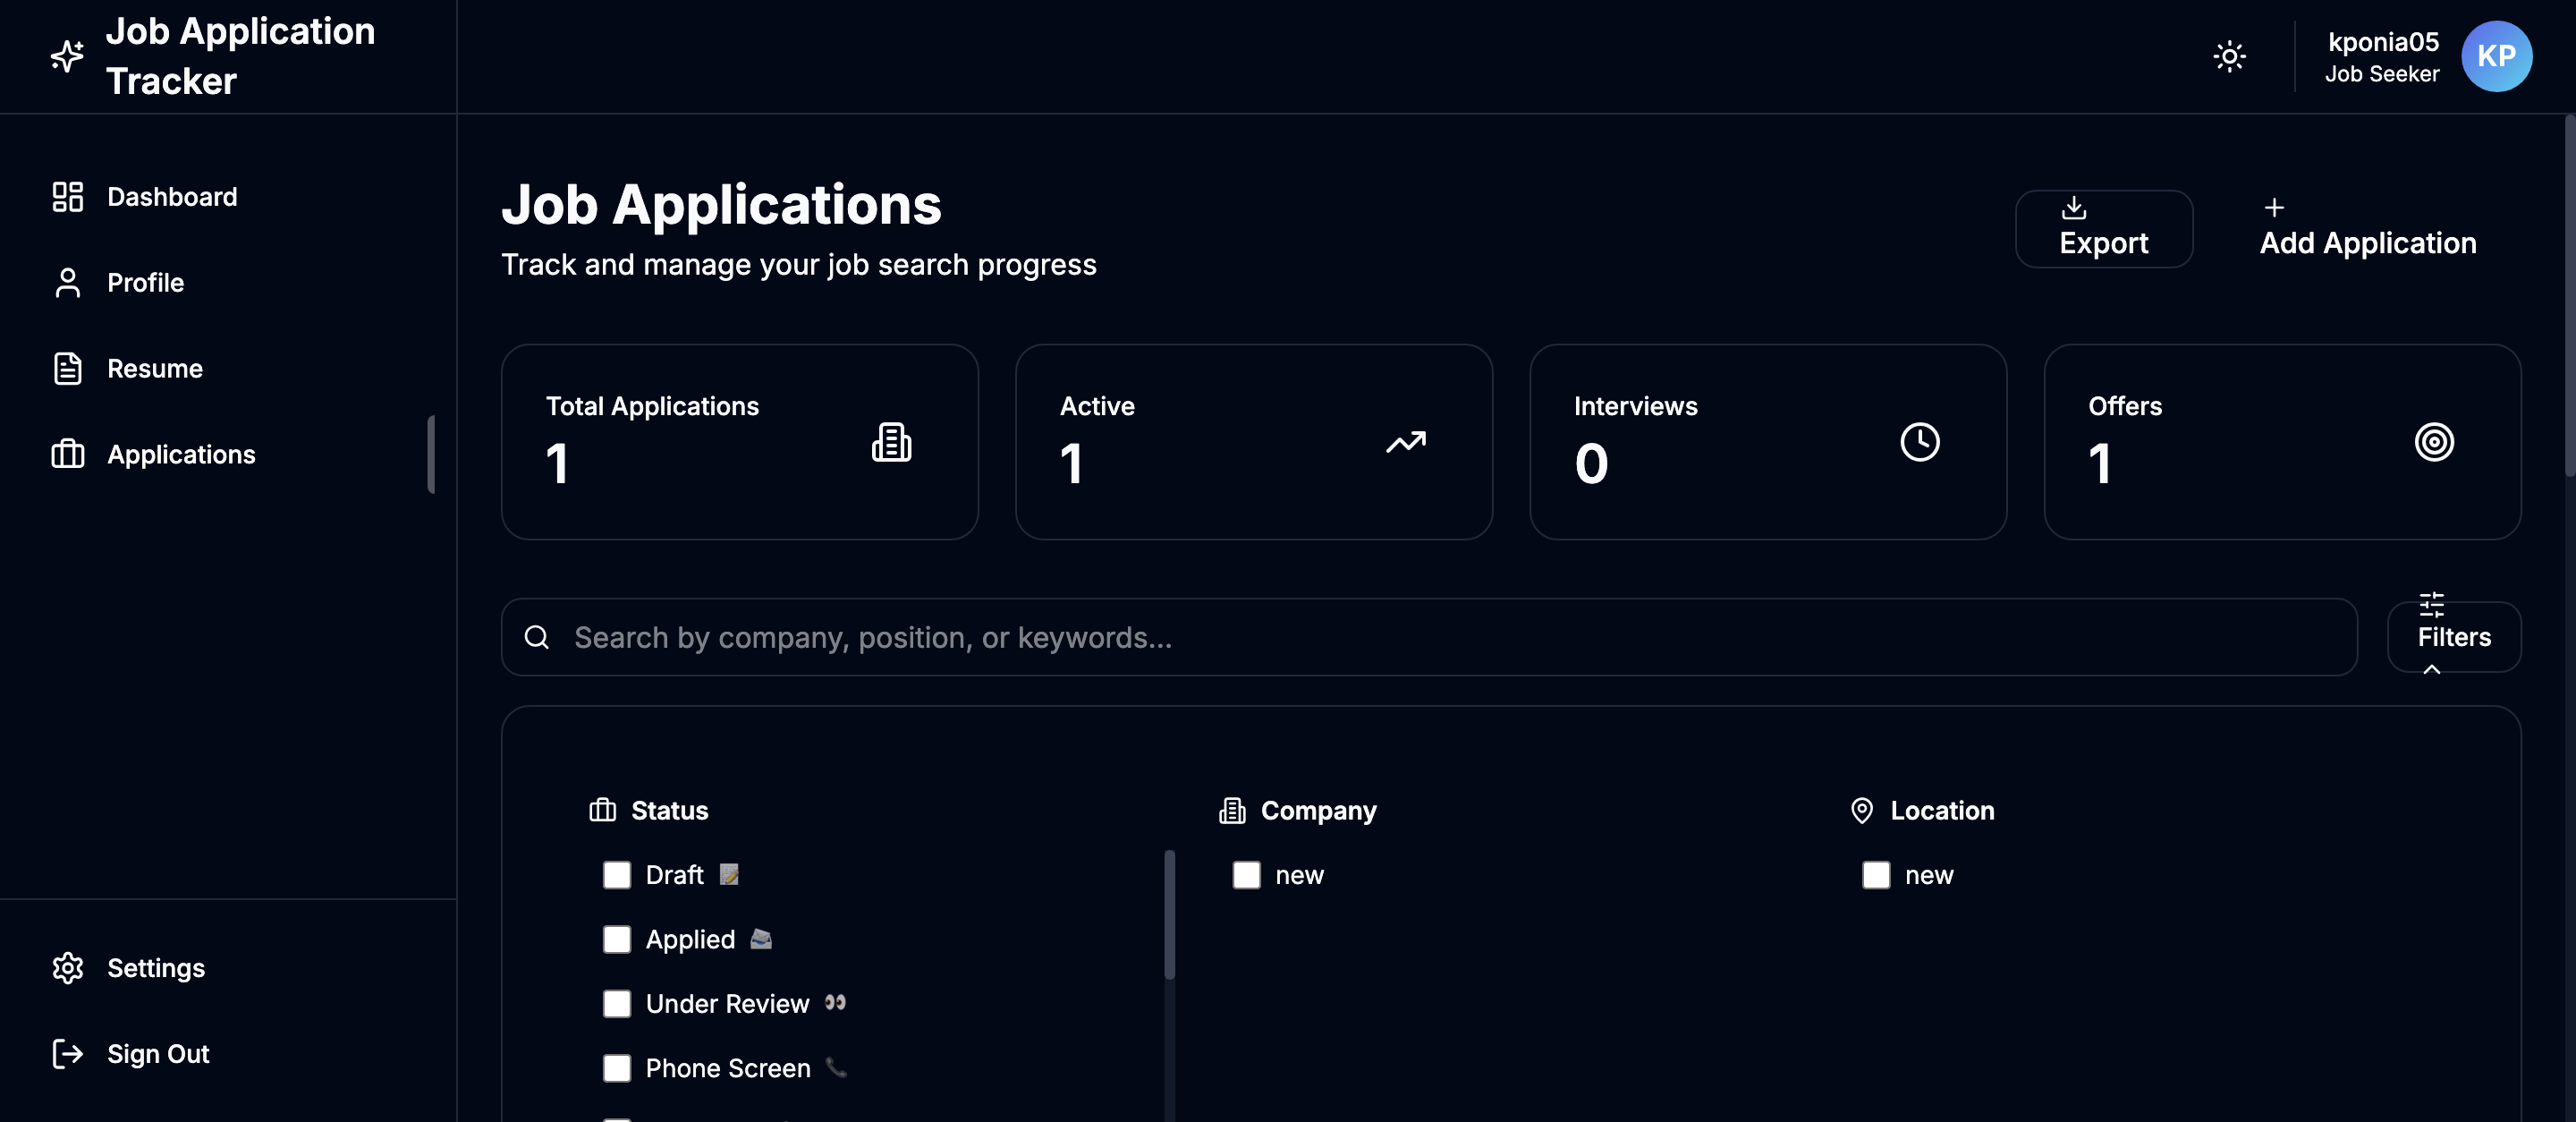 Job Application
Tracker
kponia05
Job Seeker
KP
Dashboard
Profile
Resume
Applications
Settings
Sign Out
Job Applications
Track and manage your job search progress
Export
Add Application
Total Applications
1
Active
1
Interviews
0
Offers
1
Search by company, position, or keywords...
Filters
Status
Draft
Applied
Under Review
Phone Screen
Company
new
Location
new